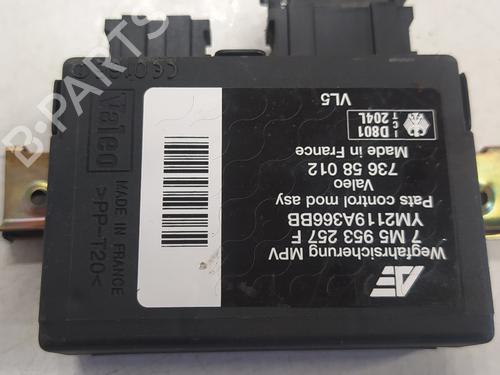 Wegfahrsicherung MPV
7 M5 953 257 F
YM2119A366BB
Pats control mod asy
Valeo
736 58 012
Made in France
I D801
C
T 204L
VL5
Valeo
MADE IN FRANCE
>PP-T20<
B-PARTS